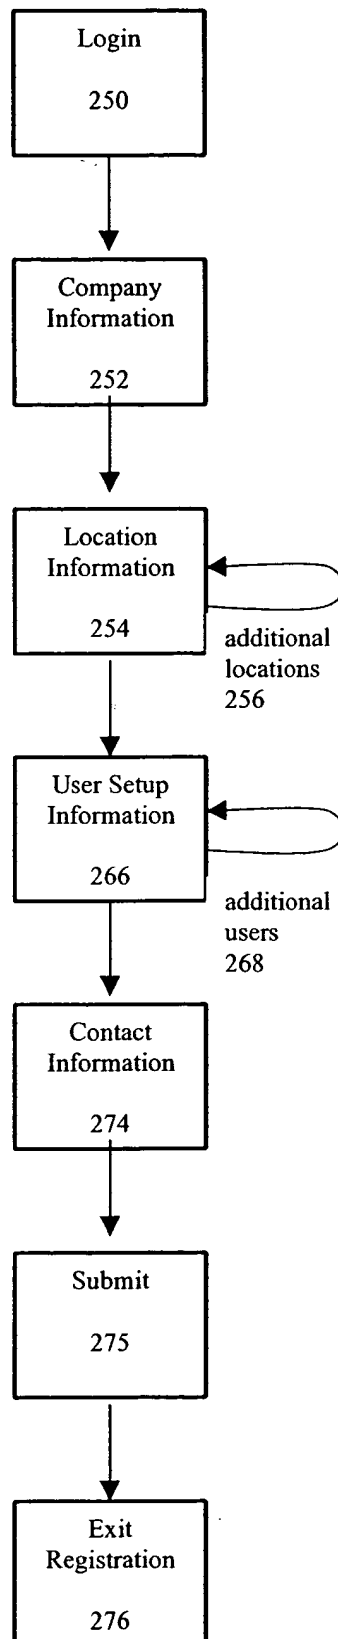 Login
250
Company
Information
252
Location
Information
254
additional
locations
256
User Setup
Information
266
additional
users
268
Contact
Information
274
Submit
275
Exit
Registration
276